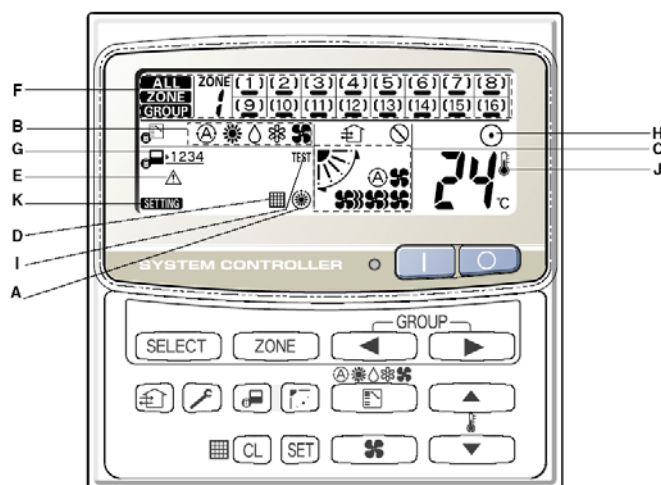 ALL ZONE (1) (2) (3) (4) (5) (6) (7) (8)
F
ZONE 1
GROUP (9) (10) (11) (12) (13) (14) (15) (16)
B A H
G C
1234 TEST
E A 24 °C J
K SETTING
D
I
A
SYSTEM CONTROLLER
GROUP
SELECT ZONE
A
CL SET